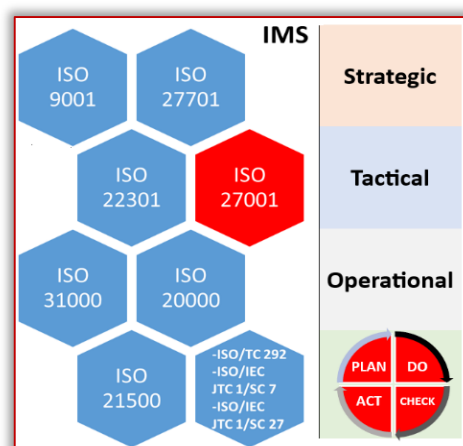 IMS
ISO
9001
ISO
27701
Strategic
ISO
22301
ISO
27001
Tactical
ISO
31000
ISO
20000
Operational
ISO
21500
-ISO/TC 292
-ISO/IEC
JTC 1/SC 7
-ISO/IEC
JTC 1/SC 27
PLAN
DO
ACT
CHECK